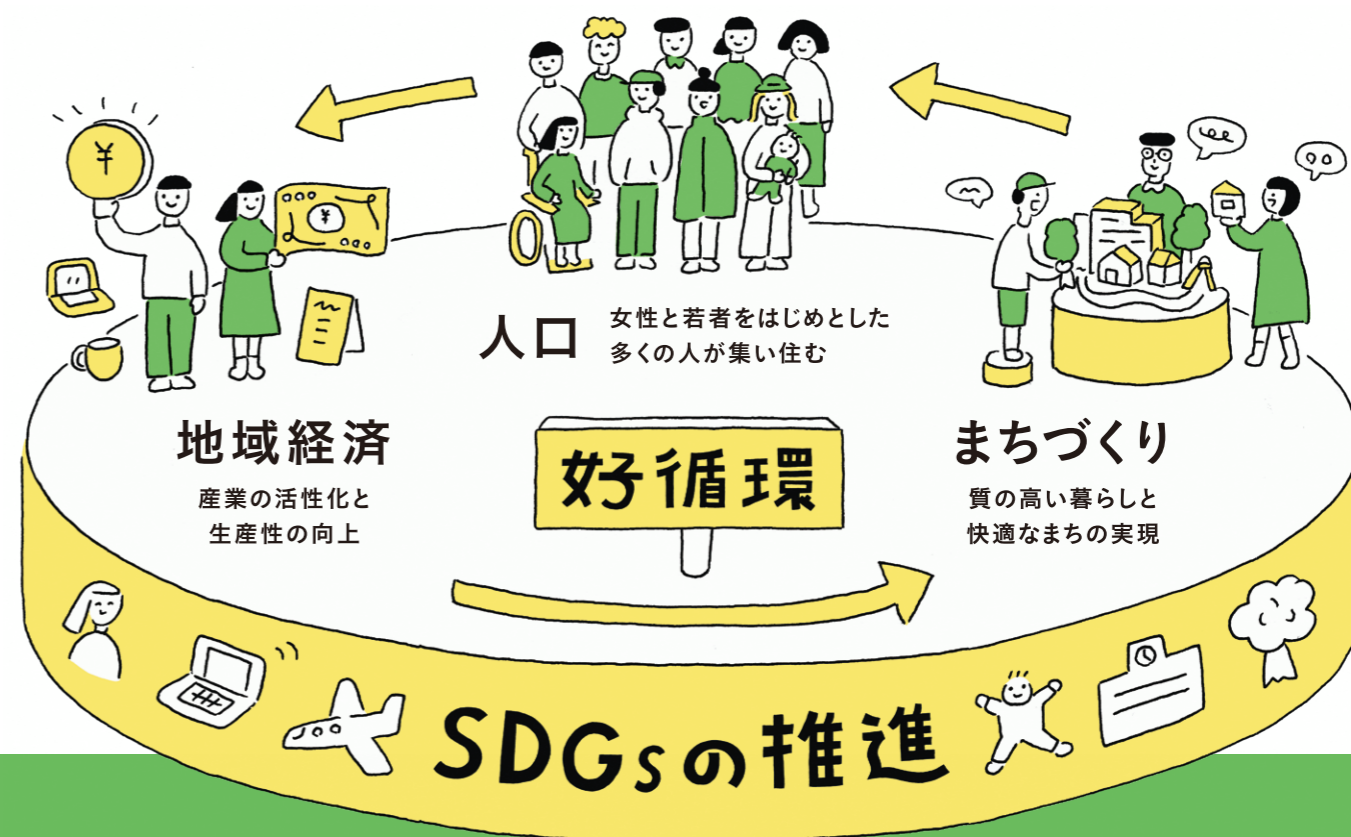 ¥
¥
人口
女性と若者をはじめとした
多くの人が集い住む
地域経済
産業の活性化と
生産性の向上
好循環
まちづくり
質の高い暮らしと
快適なまちの実現
SDGsの推進